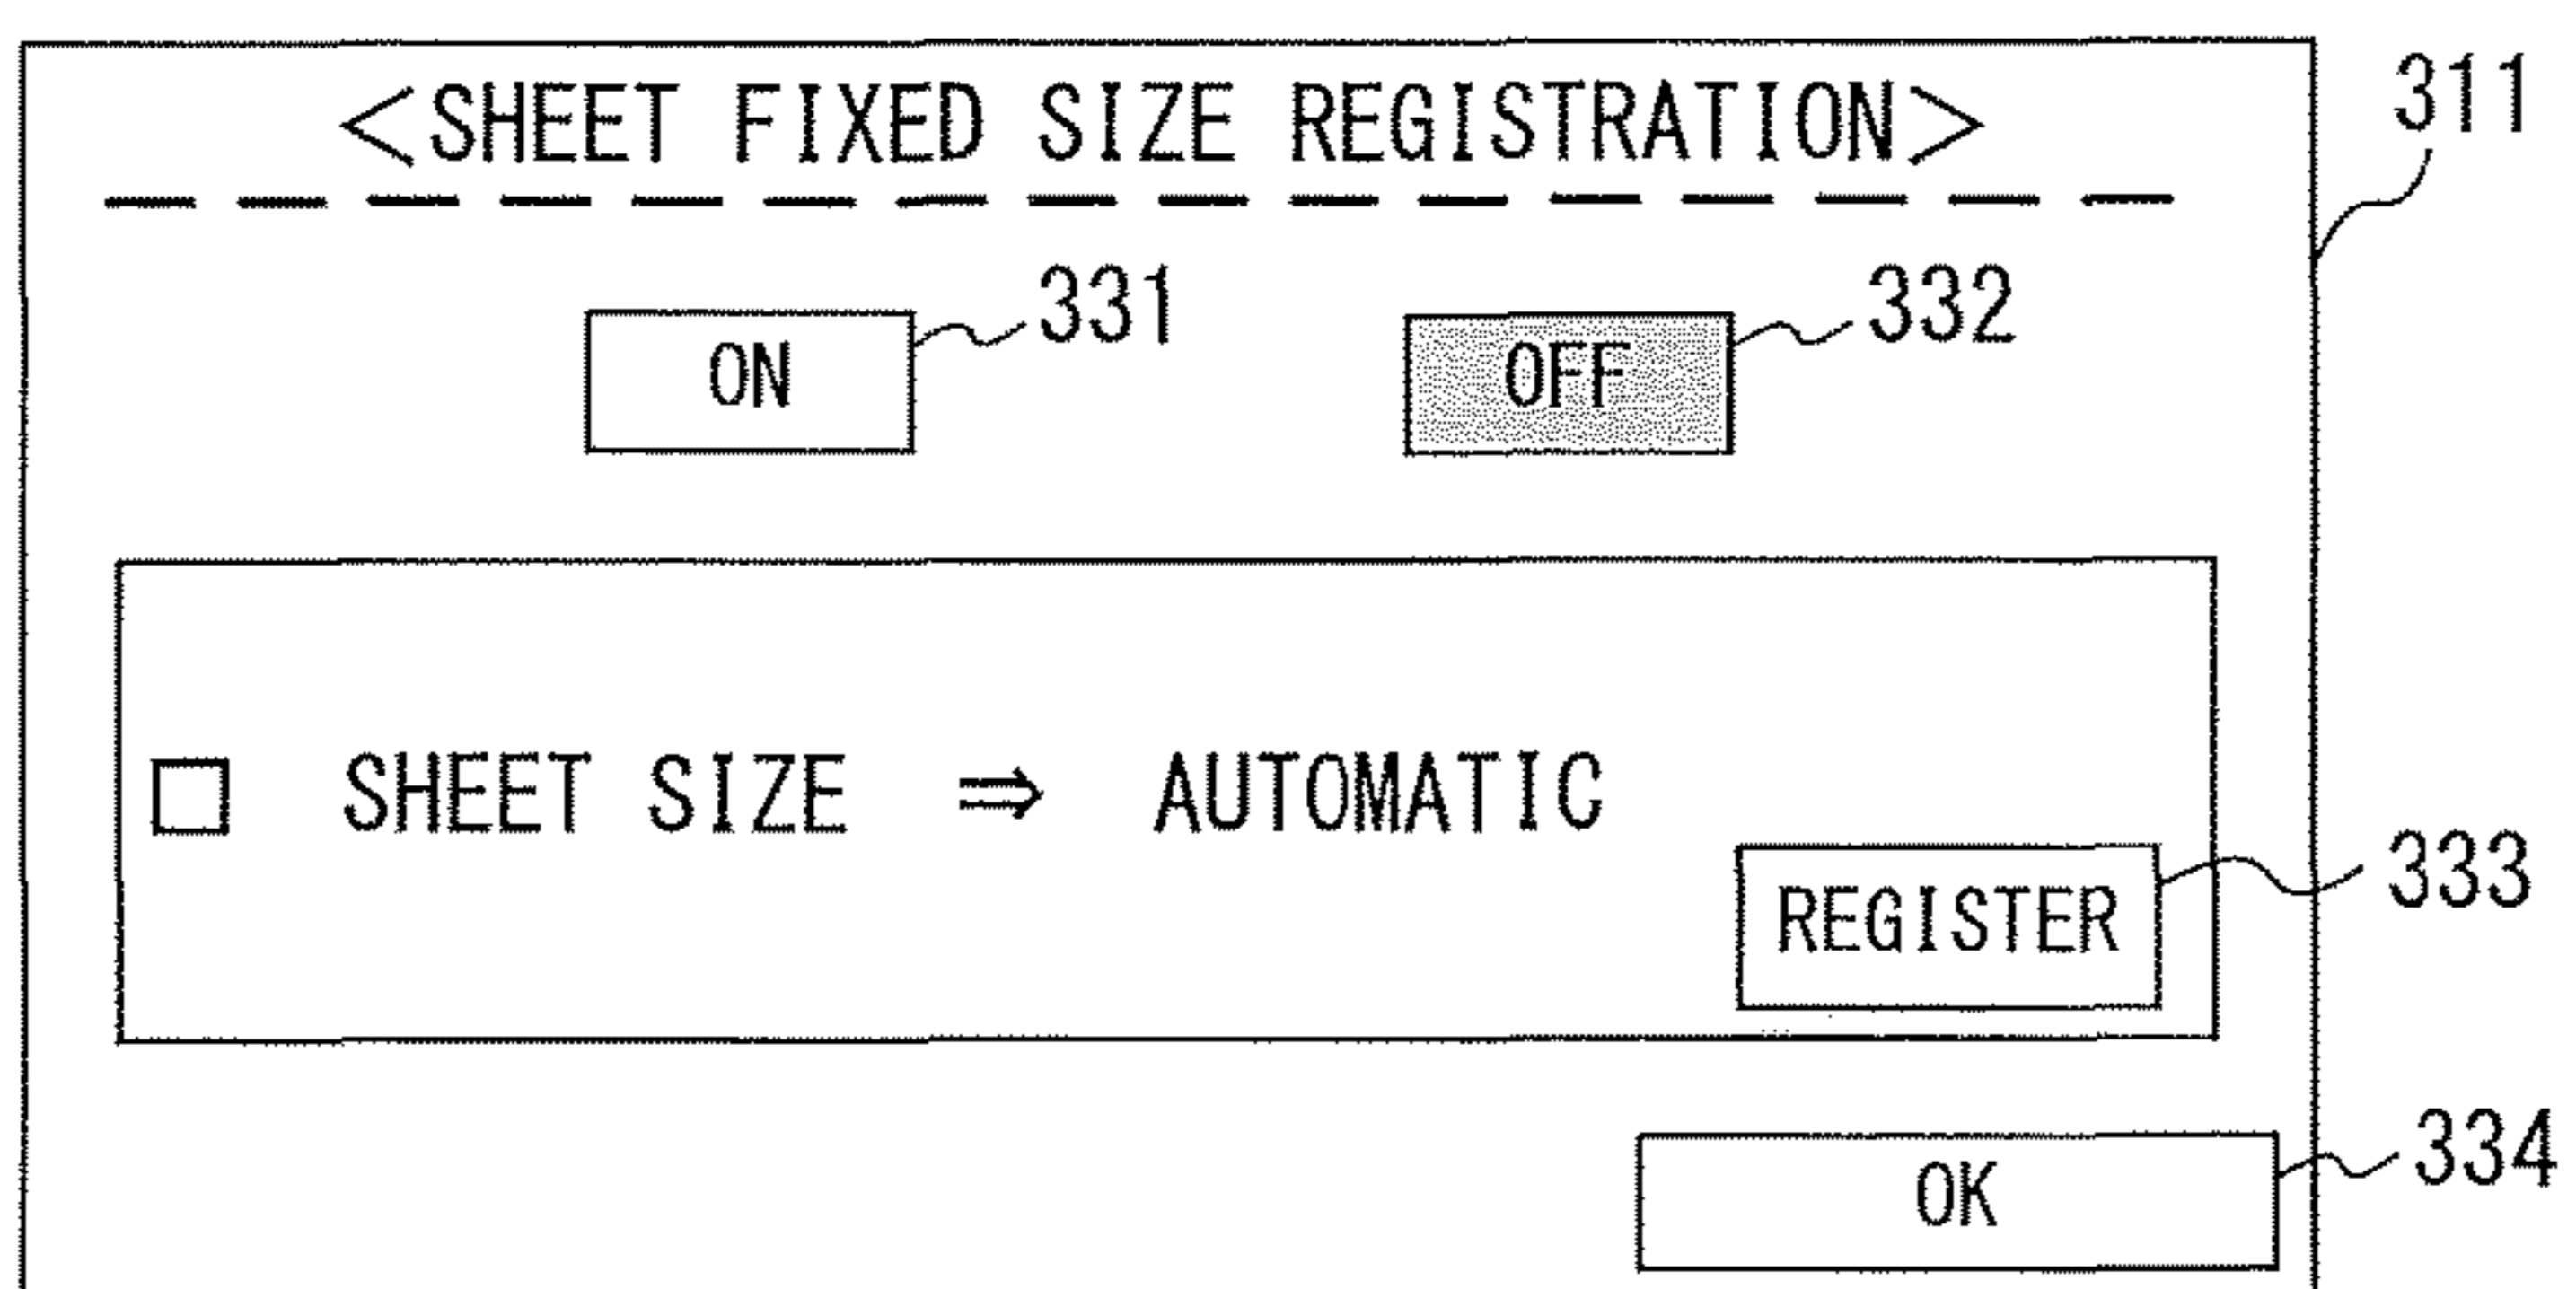 <SHEET FIXED SIZE REGISTRATION>
311
ON
331
OFF
332
SHEET SIZE ⇒ AUTOMATIC
REGISTER
333
OK
334